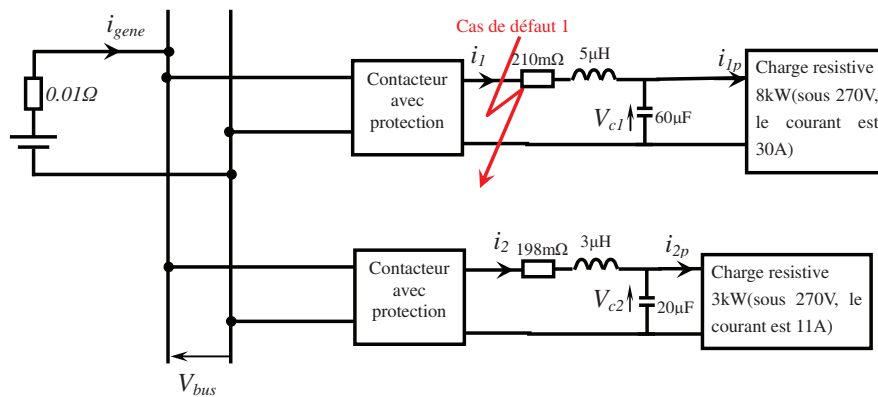 i_gene
0.01Ω
V_bus
Contacteur
avec
protection
Cas de défaut 1
i_1
210mΩ
5μH
V_c1
60μF
i_1p
Charge resistive
8kW(sous 270V,
le courant est
30A)
Contacteur
avec
protection
i_2
198mΩ
3μH
V_c2
20μF
i_2p
Charge resistive
3kW(sous 270V, le
courant est 11A)